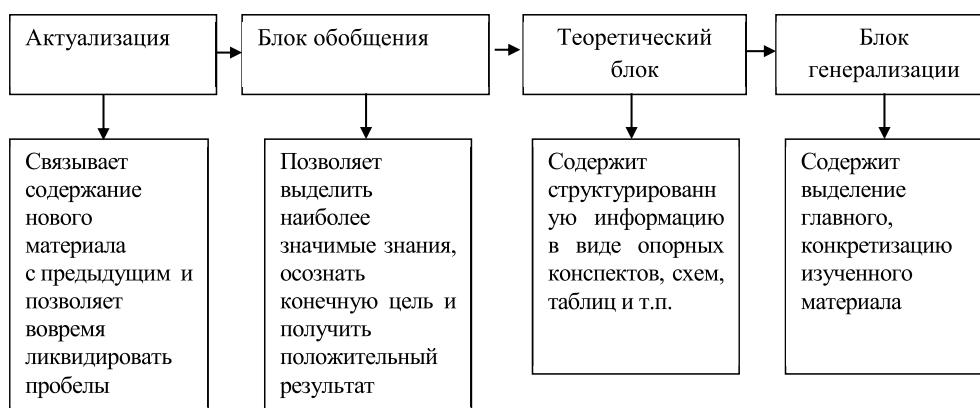 Актуализация
Блок обобщения
Теоретический
блок
Блок
генерализации
Связывает
содержание
нового
материала
с предыдущим и
позволяет
вовремя
ликвидировать
пробелы
Позволяет
выделить
наиболее
значимые знания,
осознать
конечную цель и
получить
положительный
результат
Содержит
структурированн
ую информацию
в виде опорных
конспектов, схем,
таблиц и т.п.
Содержит
выделение
главного,
конкретизацию
изученного
материала